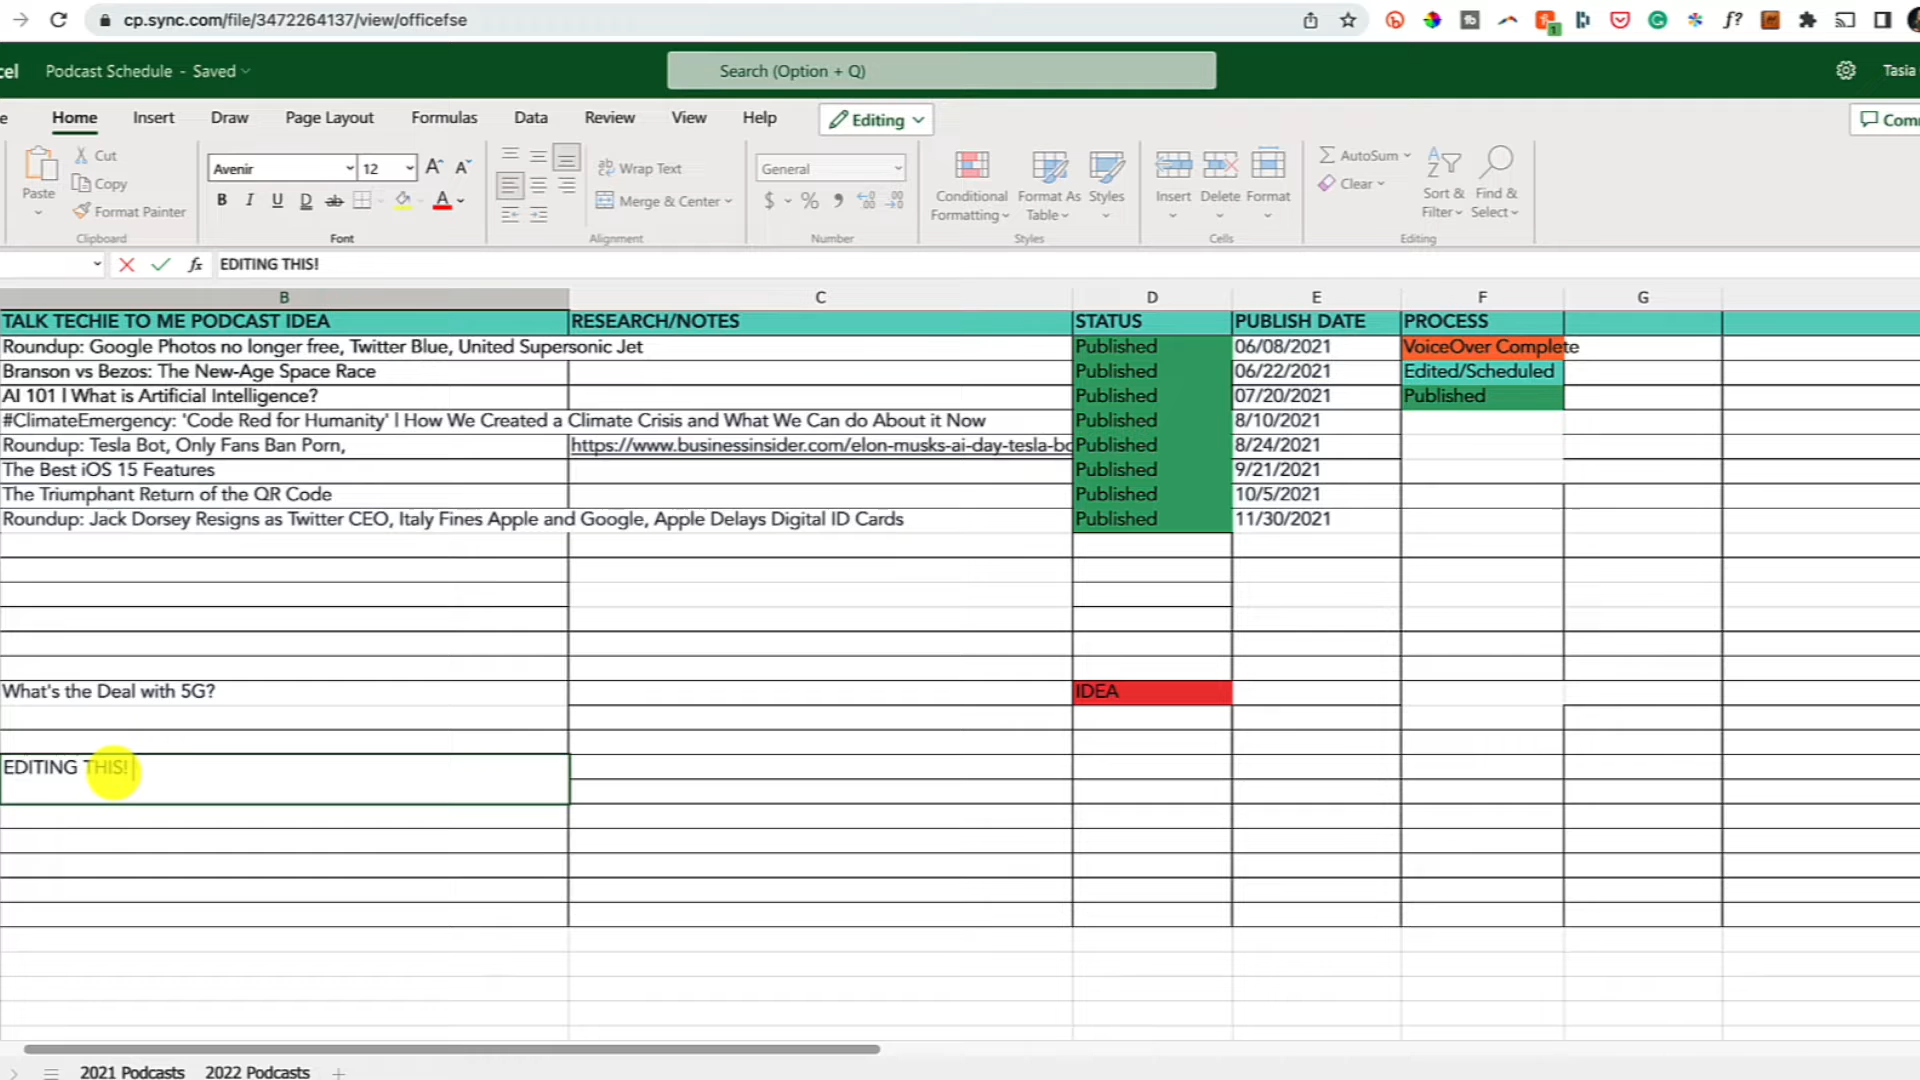 cp.sync.com/file/3472264137/view/officefse
cel Podcast Schedule - Saved Search (Option + Q) Tasia
e Home Insert Draw Page Layout Formulas Data Review View Help Editing Comm
Paste Cut Copy Format Painter Clipboard
Avenir 12 B I U D ab A Font
ab Wrap Text Merge & Center Alignment
General $ % Number
Conditional Formatting Format As Table Styles Styles
Insert Delete Format Cells
AutoSum Clear Sort & Filter Find & Select Editing
fx EDITING THIS!
B C D E F G
TALK TECHIE TO ME PODCAST IDEA RESEARCH/NOTES STATUS PUBLISH DATE PROCESS
Roundup: Google Photos no longer free, Twitter Blue, United Supersonic Jet Published 06/08/2021 VoiceOver Complete
Branson vs Bezos: The New-Age Space Race Published 06/22/2021 Edited/Scheduled
AI 101 | What is Artificial Intelligence? Published 07/20/2021 Published
#ClimateEmergency: 'Code Red for Humanity' | How We Created a Climate Crisis and What We Can do About it Now Published 8/10/2021
Roundup: Tesla Bot, Only Fans Ban Porn, https://www.businessinsider.com/elon-musks-ai-day-tesla-bo Published 8/24/2021
The Best iOS 15 Features Published 9/21/2021
The Triumphant Return of the QR Code Published 10/5/2021
Roundup: Jack Dorsey Resigns as Twitter CEO, Italy Fines Apple and Google, Apple Delays Digital ID Cards Published 11/30/2021
What's the Deal with 5G? IDEA
EDITING THIS!
2021 Podcasts 2022 Podcasts +